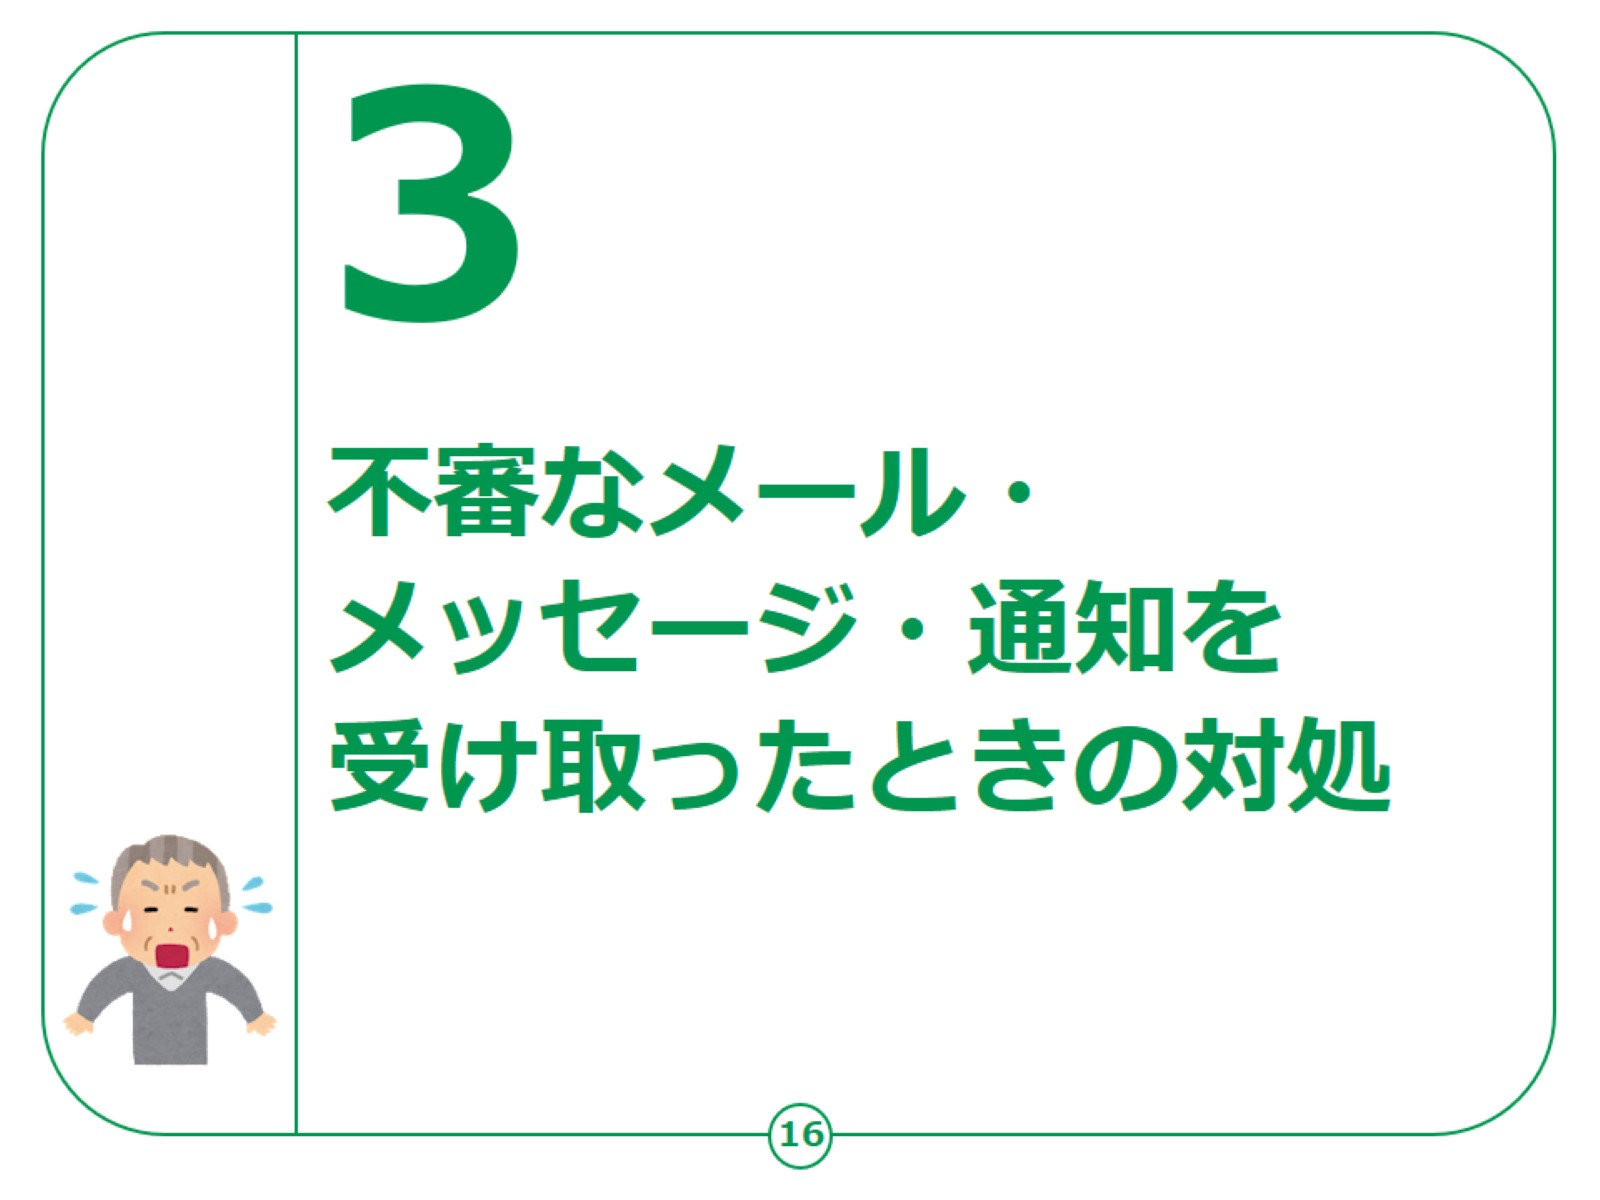 3
不審なメール・
メッセージ・通知を
受け取ったときの対処
16